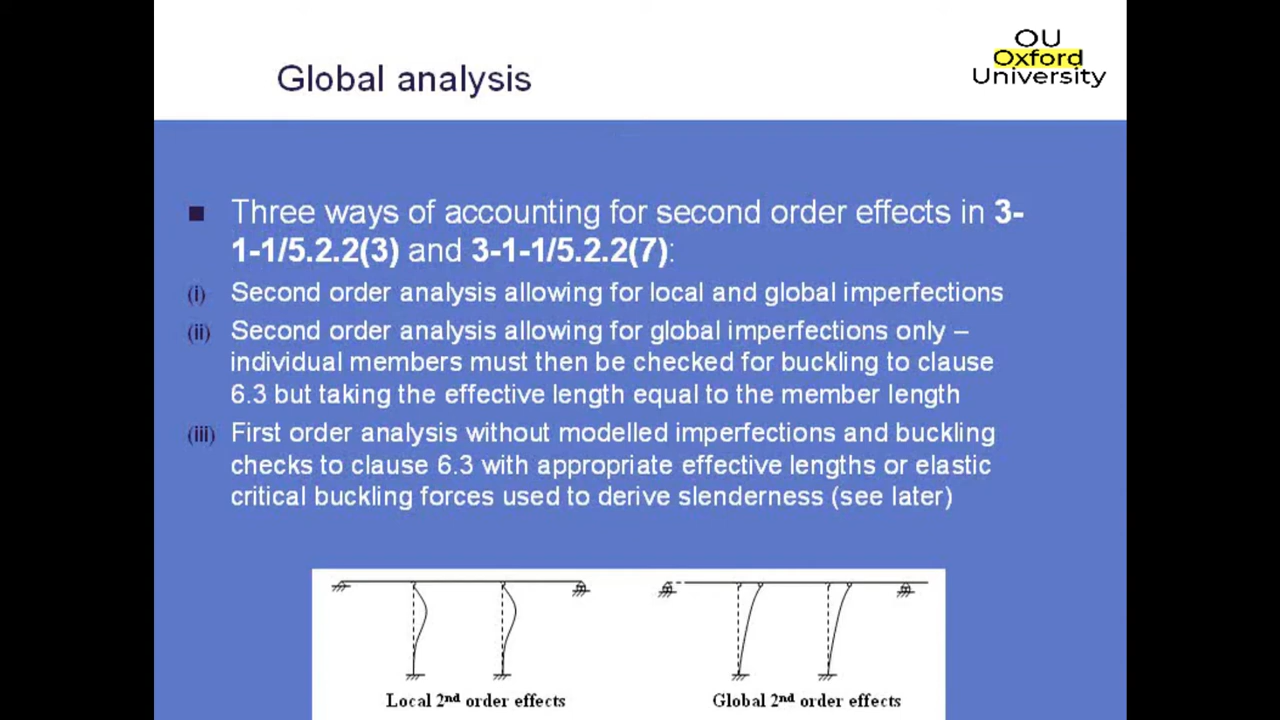 Global analysis
OU
Oxford
University
■ Three ways of accounting for second order effects in 3-
1-1/5.2.2(3) and 3-1-1/5.2.2(7):
(i) Second order analysis allowing for local and global imperfections
(ii) Second order analysis allowing for global imperfections only –
individual members must then be checked for buckling to clause
6.3 but taking the effective length equal to the member length
(iii) First order analysis without modelled imperfections and buckling
checks to clause 6.3 with appropriate effective lengths or elastic
critical buckling forces used to derive slenderness (see later)
Local 2nd order effects
Global 2nd order effects